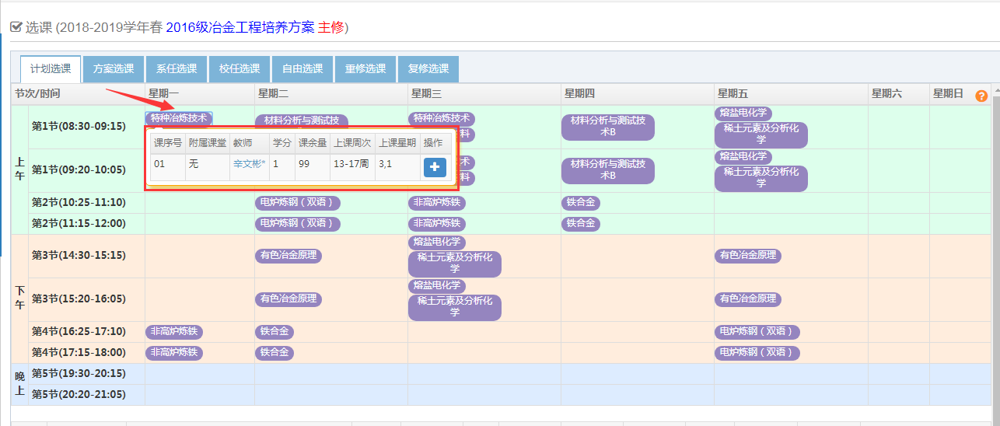 选课 (2018-2019学年春 2016级冶金工程培养方案 主修)
计划选课 方案选课 系任选课 校任选课 自由选课 重修选课 复修选课
节次/时间 星期一 星期二 星期三 星期四 星期五 星期六 星期日 ?
上午
第1节(08:30-09:15) 特种冶炼技术 材料分析与测试技 特种冶炼技术 科 材料分析与测试技术B 熔盐电化学 稀土元素及分析化学
课序号 附属课堂 教师 学分 课余量 上课周次 上课星期 操作
01 无 辛文彬* 1 99 13-17周 3,1
第1节(09:20-10:05) 术 科 材料分析与测试技术B 熔盐电化学 稀土元素及分析化学
第2节(10:25-11:10) 电炉炼钢（双语） 非高炉炼铁 铁合金
第2节(11:15-12:00) 电炉炼钢（双语） 非高炉炼铁 铁合金
下午
第3节(14:30-15:15) 有色冶金原理 熔盐电化学 稀土元素及分析化学 有色冶金原理
第3节(15:20-16:05) 有色冶金原理 熔盐电化学 稀土元素及分析化学 有色冶金原理
第4节(16:25-17:10) 非高炉炼铁 铁合金 电炉炼钢（双语）
第4节(17:15-18:00) 非高炉炼铁 铁合金 电炉炼钢（双语）
晚上
第5节(19:30-20:15)
第5节(20:20-21:05)